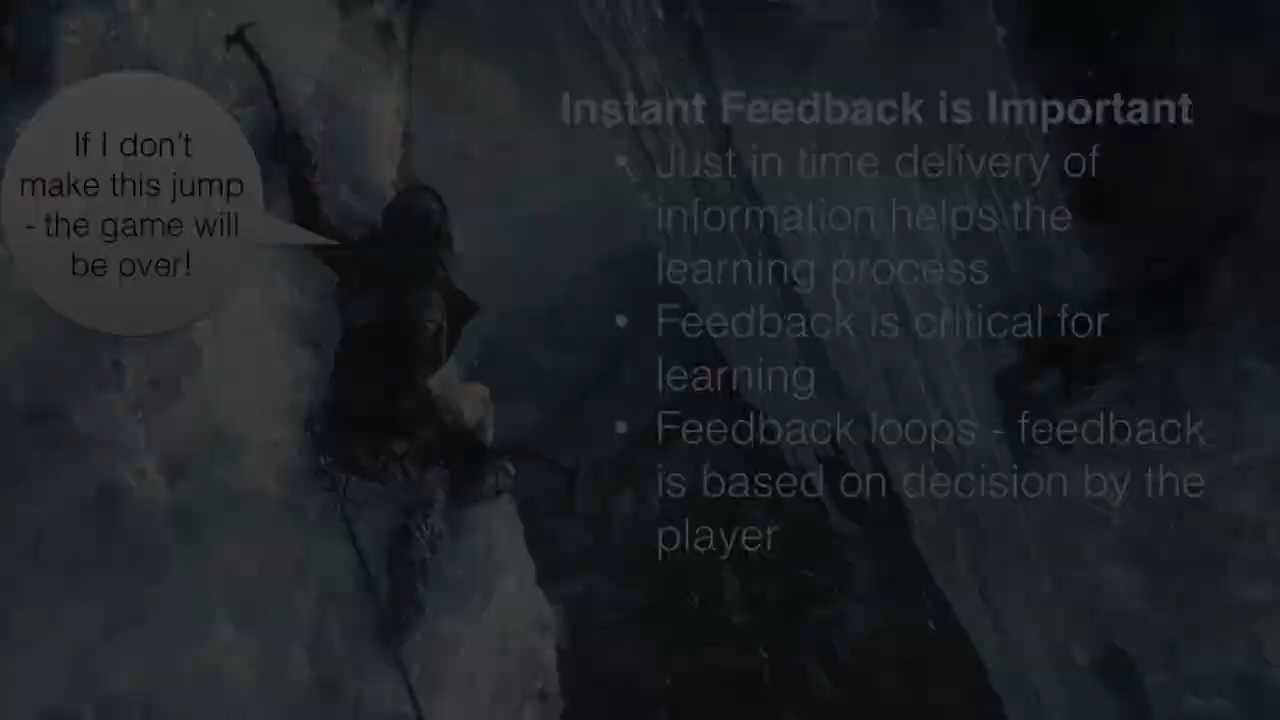 If I don't
make this jump
- the game will
be over!
Instant Feedback is Important
• Just in time delivery of
information helps the
learning process
• Feedback is critical for
learning
• Feedback loops - feedback
is based on decision by the
player